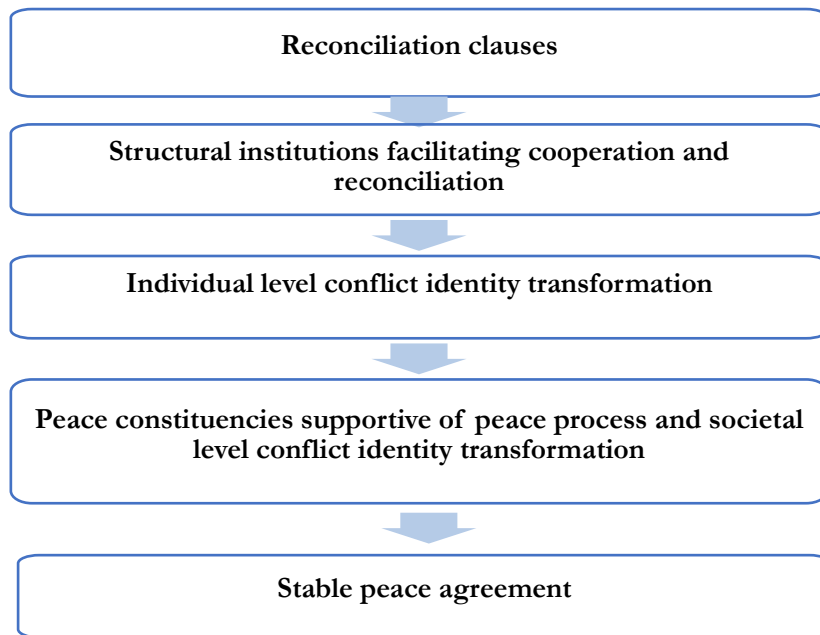 Reconciliation clauses
Structural institutions facilitating cooperation and
reconciliation
Individual level conflict identity transformation
Peace constituencies supportive of peace process and societal
level conflict identity transformation
Stable peace agreement